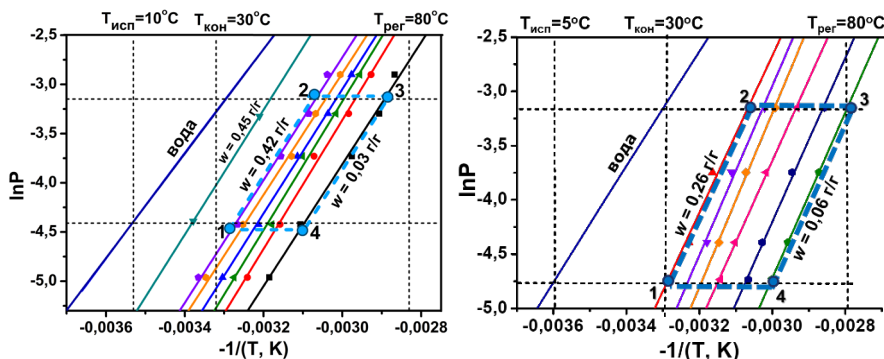 Tисп=10°C Tкон=30°C Tрег=80°C
-2,5
-3,0
-3,5
-4,0
-4,5
-5,0
lnP
вода
w = 0,45 г/г
w = 0,42 г/г
w = 0,03 г/г
1
2
3
4
-0,0036 -0,0034 -0,0032 -0,0030 -0,0028
-1/(T, K)
Tисп=5°C Tкон=30°C Tрег=80°C
-2,5
-3,0
-3,5
-4,0
-4,5
-5,0
lnP
вода
w = 0,26 г/г
w = 0,06 г/г
1
2
3
4
-0,0036 -0,0034 -0,0032 -0,0030 -0,0028
-1/(T, K)